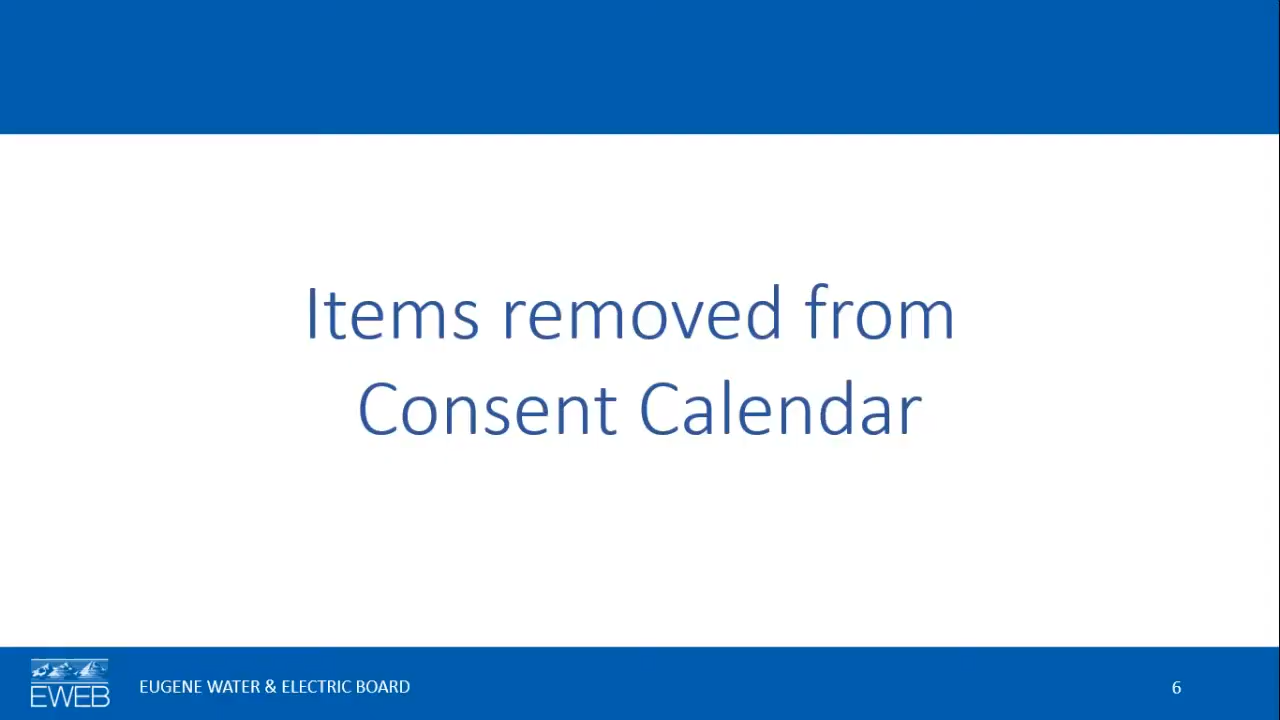 Items removed from
Consent Calendar
EWEB
EUGENE WATER & ELECTRIC BOARD
6